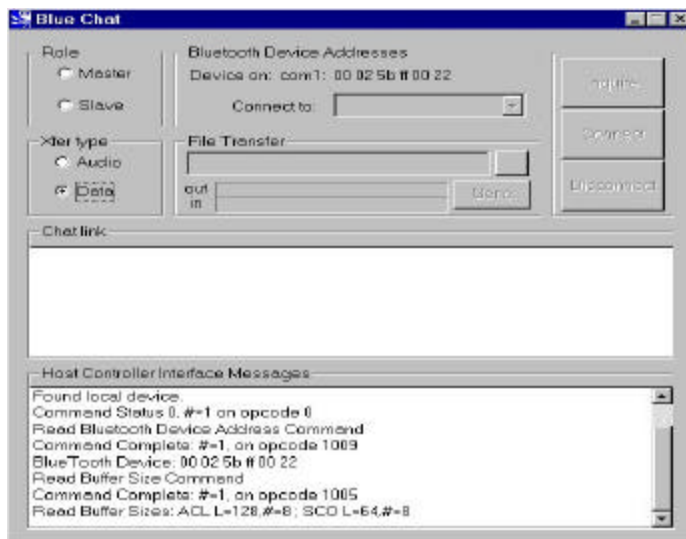 Blue Chat
Role
Master
Slave
Bluetooth Device Addresses
Device on: com1: 00 02 5b ff 00 22
Connect to:
Inquire
Connect
Disconnect
Xfer type
Audio
Data
File Transfer
out
in
Send
Chat link
Host Controller Interface Messages
Found local device.
Command Status 0, #=1 on opcode 0
Read Bluetooth Device Address Command
Command Complete: #=1, on opcode 1009
BlueTooth Device: 00 02 5b ff 00 22
Read Buffer Size Command
Command Complete: #=1, on opcode 1005
Read Buffer Sizes: ACL L=128,#=8; SCO L=64,#=8